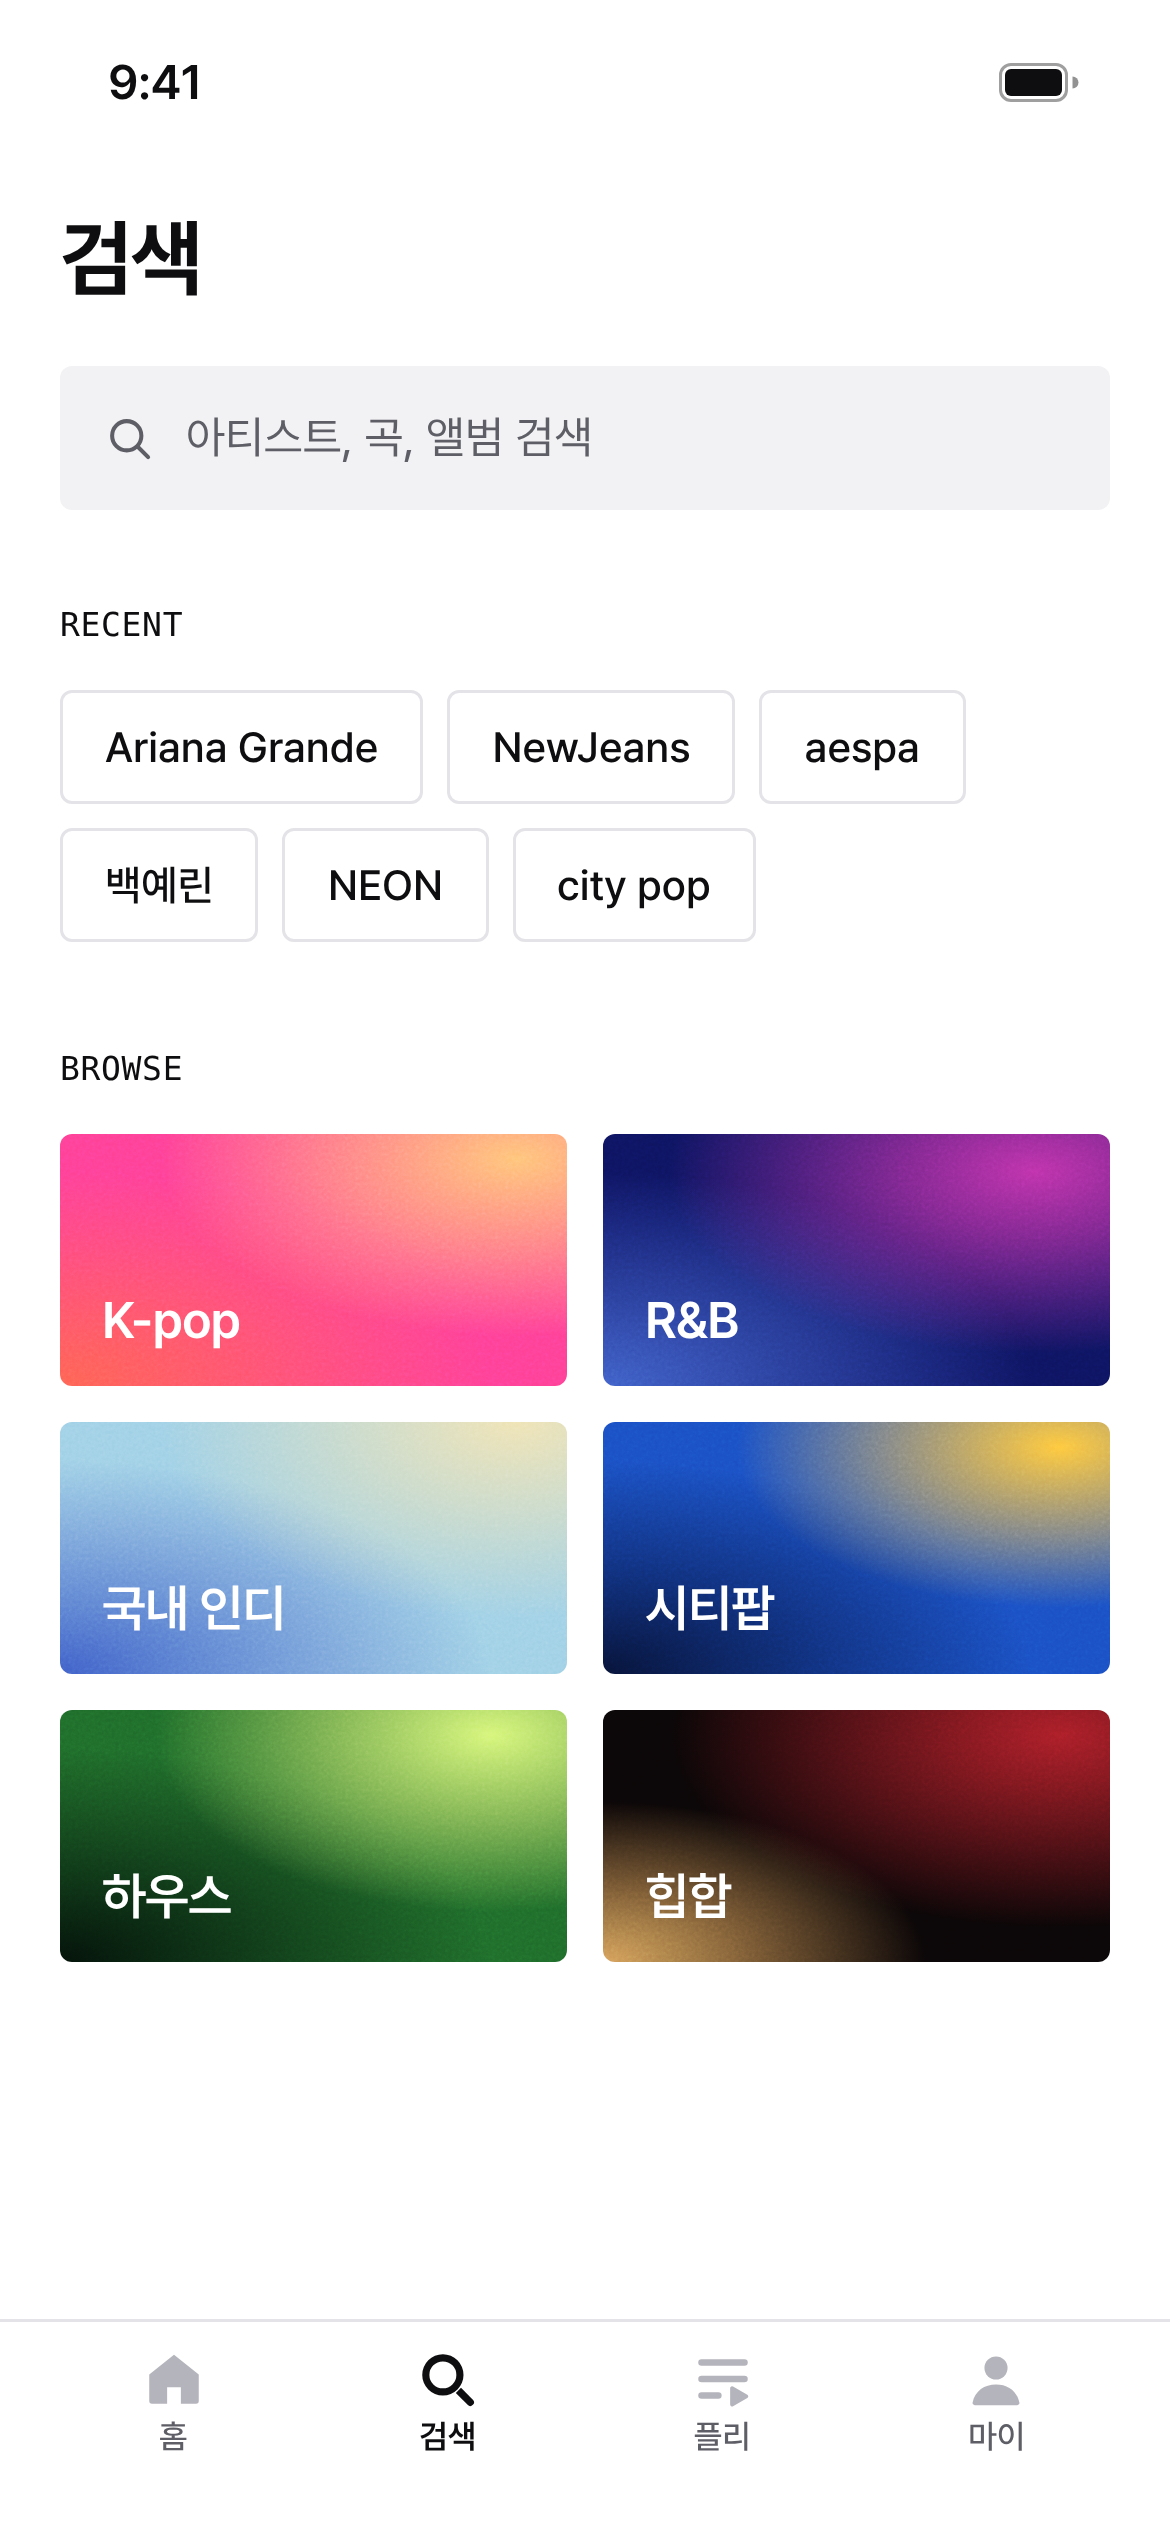 9:41
검색
아티스트, 곡, 앨범 검색
RECENT
Ariana Grande
NewJeans
aespa
백예린
NEON
city pop
BROWSE
K-pop
R&B
국내 인디
시티팝
하우스
힙합
홈
검색
플리
마이